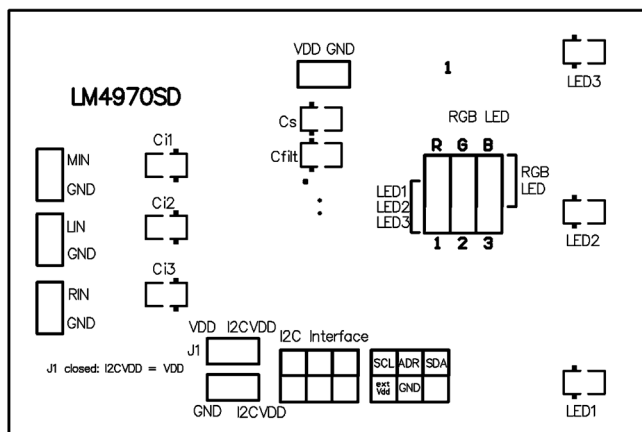 VDD GND
1
LED3
LM4970SD
Cs
RGB LED
Cfilt
Ci1
R G B
MIN
GND
RGB
LED
LED1
LED2
LED3
Ci2
LIN
GND
LED2
1 2 3
Ci3
RIN
GND
VDD I2CVDD
I2C Interface
J1
SCL ADR SDA
J1 closed: I2CVDD = VDD
ext
Vdd
GND
GND I2CVDD
LED1